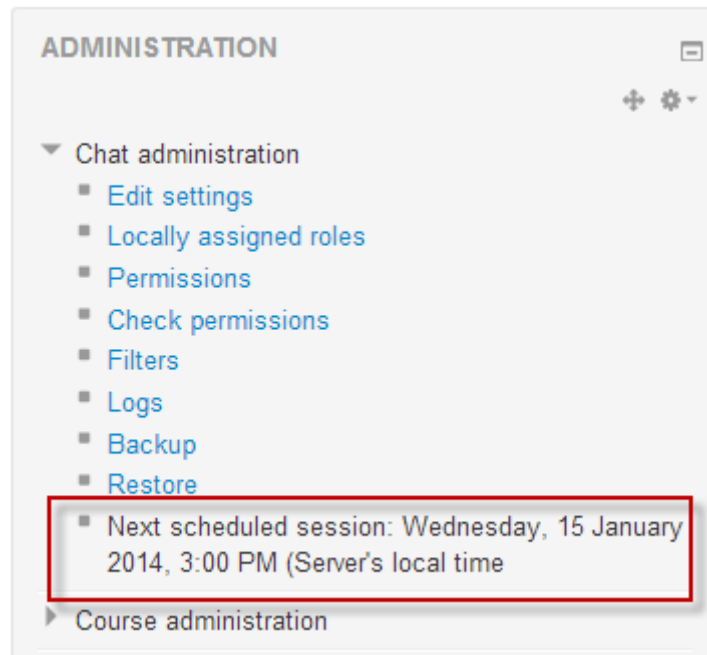 ADMINISTRATION
Chat administration
Edit settings
Locally assigned roles
Permissions
Check permissions
Filters
Logs
Backup
Restore
Next scheduled session: Wednesday, 15 January
2014, 3:00 PM (Server's local time
Course administration